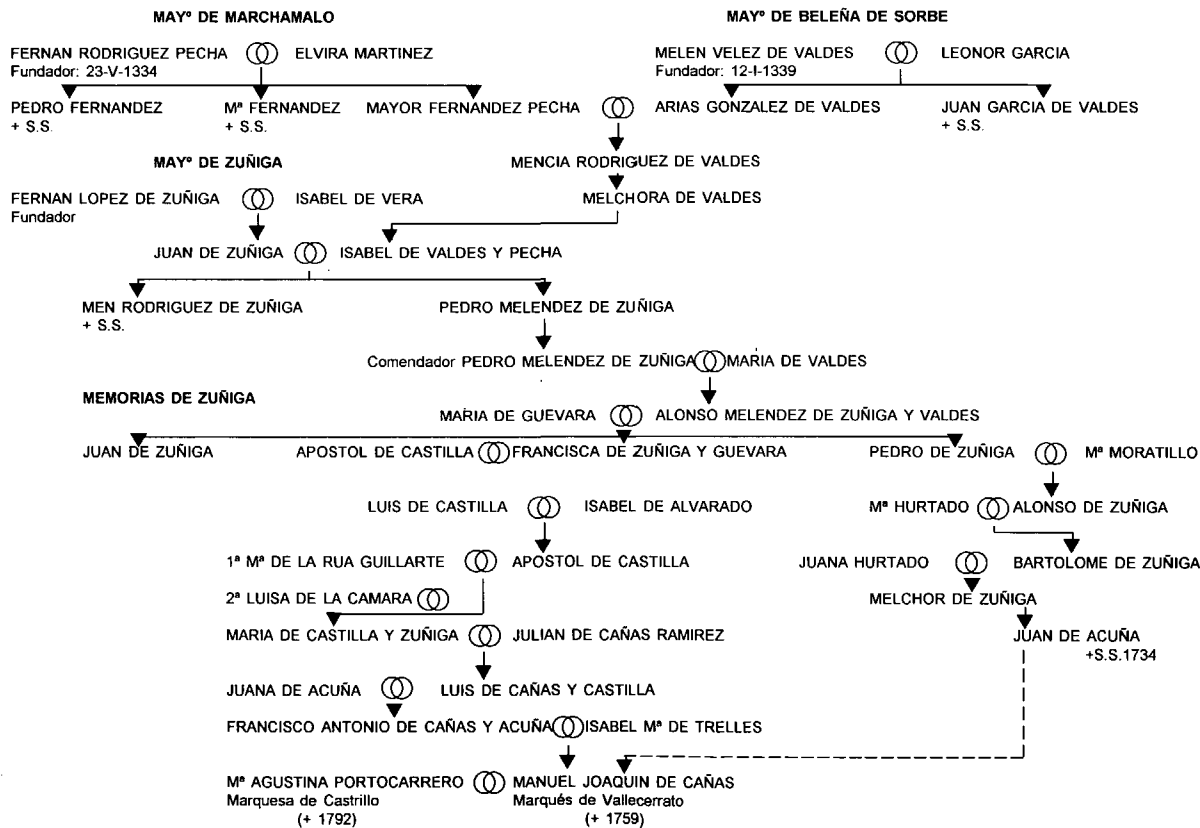 MAYº DE MARCHAMALO MAYº DE BELEÑA DE SORBE
FERNAN RODRIGUEZ PECHA ELVIRA MARTINEZ MELEN VELEZ DE VALDES LEONOR GARCIA
Fundador: 23-V-1334 Fundador: 12-I-1339
PEDRO FERNANDEZ Mª FERNANDEZ MAYOR FERNANDEZ PECHA ARIAS GONZALEZ DE VALDES JUAN GARCIA DE VALDES
+ S.S. + S.S. + S.S.
MAYº DE ZUÑIGA MENCIA RODRIGUEZ DE VALDES
FERNAN LOPEZ DE ZUÑIGA ISABEL DE VERA MELCHORA DE VALDES
Fundador
JUAN DE ZUÑIGA ISABEL DE VALDES Y PECHA
MEN RODRIGUEZ DE ZUÑIGA PEDRO MELENDEZ DE ZUÑIGA
+ S.S.
Comendador PEDRO MELENDEZ DE ZUÑIGA MARIA DE VALDES
MEMORIAS DE ZUÑIGA
MARIA DE GUEVARA ALONSO MELENDEZ DE ZUÑIGA Y VALDES
JUAN DE ZUÑIGA APOSTOL DE CASTILLA FRANCISCA DE ZUÑIGA Y GUEVARA PEDRO DE ZUÑIGA Mª MORATILLO
LUIS DE CASTILLA ISABEL DE ALVARADO Mª HURTADO ALONSO DE ZUÑIGA
1ª Mª DE LA RUA GUILLARTE APOSTOL DE CASTILLA JUANA HURTADO BARTOLOME DE ZUÑIGA
2ª LUISA DE LA CAMARA MELCHOR DE ZUÑIGA
MARIA DE CASTILLA Y ZUÑIGA JULIAN DE CAÑAS RAMIREZ JUAN DE ACUÑA
+S.S.1734
JUANA DE ACUÑA LUIS DE CAÑAS Y CASTILLA
FRANCISCO ANTONIO DE CAÑAS Y ACUÑA ISABEL Mª DE TRELLES
Mª AGUSTINA PORTOCARRERO MANUEL JOAQUIN DE CAÑAS
Marquesa de Castrillo Marqués de Vallecerrato
(+ 1792) (+ 1759)